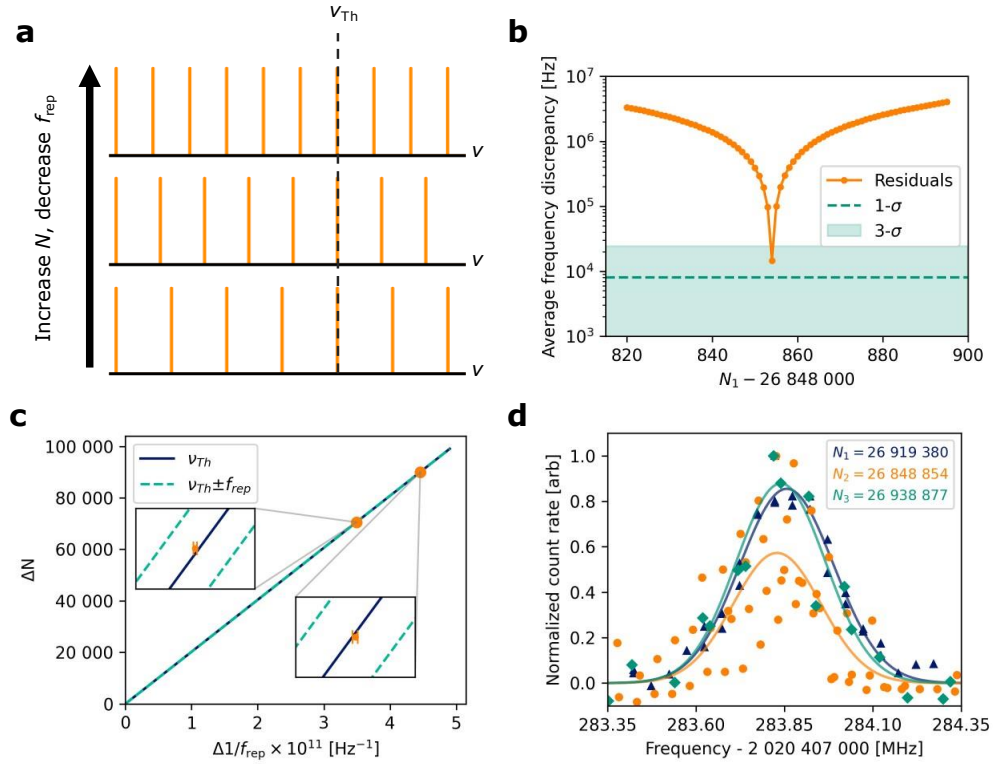 a
ν_Th
Increase N, decrease f_rep
ν
ν
ν
b
Average frequency discrepancy [Hz]
10^7
10^6
10^5
10^4
10^3
Residuals
1-σ
3-σ
820 840 860 880 900
N_1 − 26 848 000
c
ΔN
100 000
80 000
60 000
40 000
20 000
0
ν_Th
ν_Th±f_rep
0 1 2 3 4 5
Δ1/f_rep × 10^11 [Hz^−1]
d
Normalized count rate [arb]
1.0
0.8
0.6
0.4
0.2
0.0
N_1 = 26 919 380
N_2 = 26 848 854
N_3 = 26 938 877
283.35 283.60 283.85 284.10 284.35
Frequency - 2 020 407 000 [MHz]